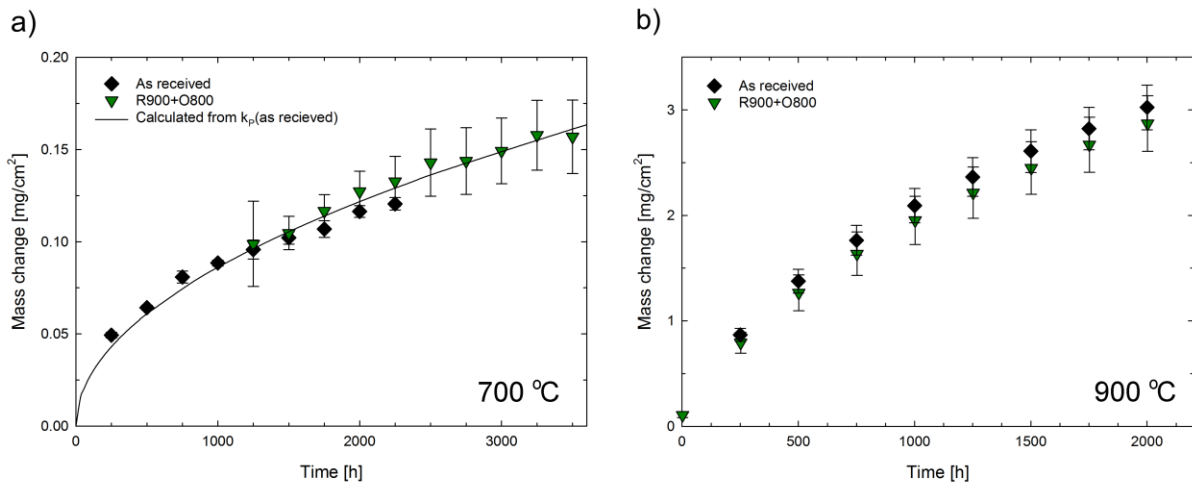 a)
0.20
0.15
0.10
0.05
0.00
Mass change [mg/cm²]
As received
R900+O800
Calculated from kP(as recieved)
700 °C
0 1000 2000 3000
Time [h]
b)
3
2
1
0
Mass change [mg/cm²]
As received
R900+O800
900 °C
0 500 1000 1500 2000
Time [h]